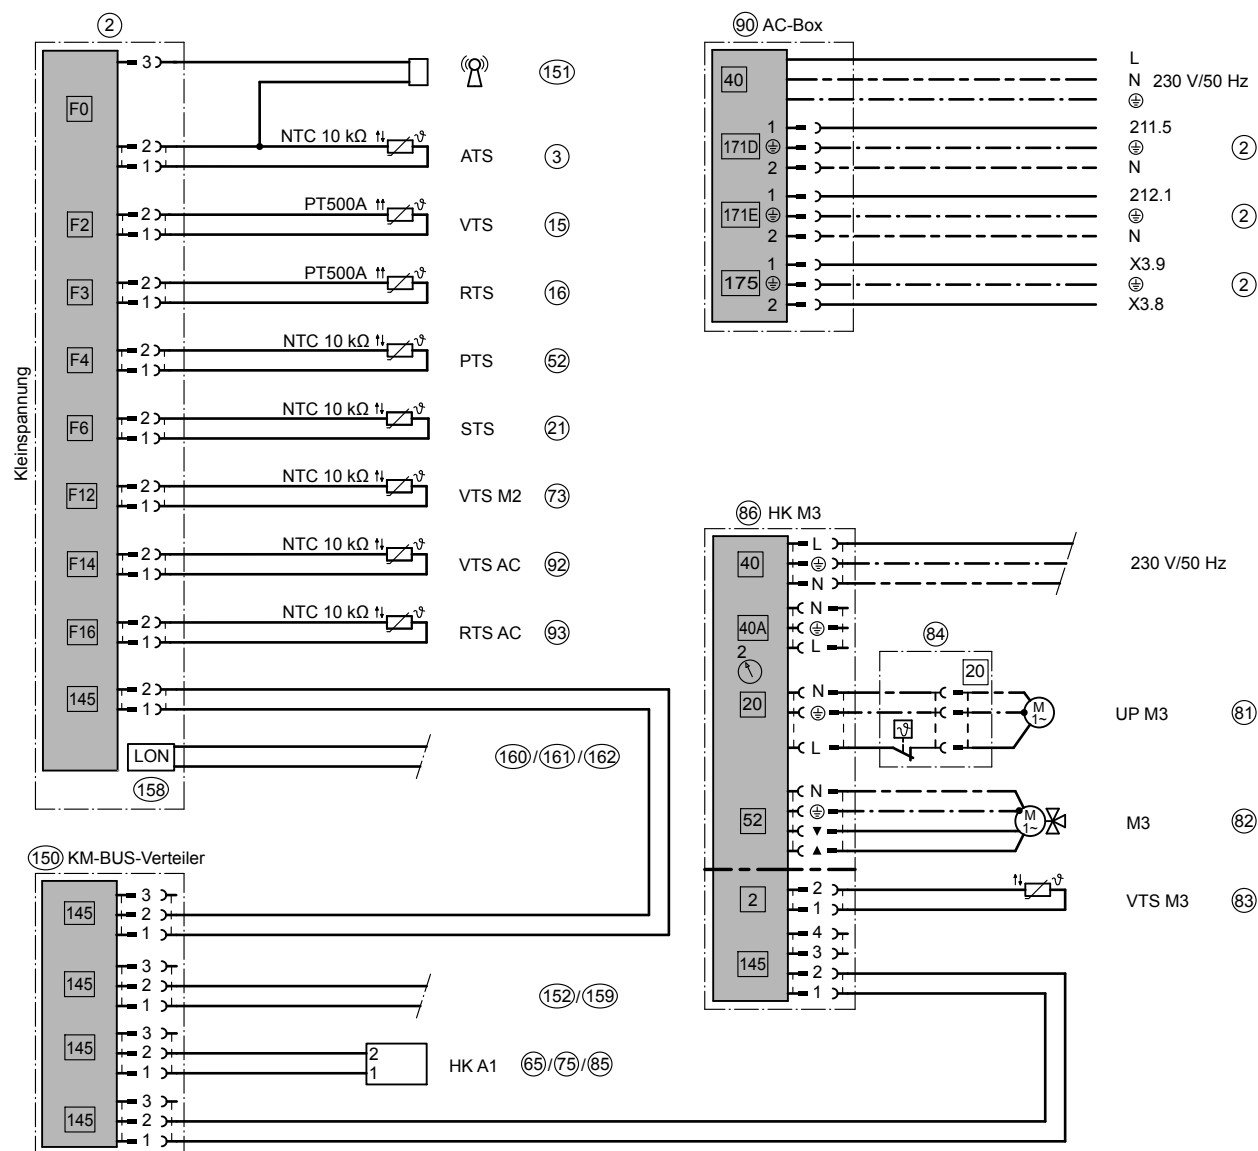 2
3
F0
2 NTC 10 kΩ ϑ
1
ATS 3
151
F2
2 PT500A ϑ
1
VTS 15
F3
2 PT500A ϑ
1
RTS 16
F4
2 NTC 10 kΩ ϑ
1
PTS 52
F6
2 NTC 10 kΩ ϑ
1
STS 21
F12
2 NTC 10 kΩ ϑ
1
VTS M2 73
F14
2 NTC 10 kΩ ϑ
1
VTS AC 92
F16
2 NTC 10 kΩ ϑ
1
RTS AC 93
145
2
1
LON
158
160/161/162
Kleinspannung
150 KM-BUS-Verteiler
145
3
2
1
145
3
2
1
152/159
145
3
2
1
2
1
HK A1 65/75/85
145
3
2
1
90 AC-Box
40
L
N 230 V/50 Hz
171D
1 211.5
2 N
2
171E
1 212.1
2 N
2
175
1 X3.9
2 X3.8
2
86 HK M3
40
L
N
230 V/50 Hz
40A
N
L
2
84
20
20
N
L
ϑ
M
1~
UP M3 81
52
N
▼
▲
M
1~
M3 82
2
2
1
ϑ
VTS M3 83
145
4
3
2
1